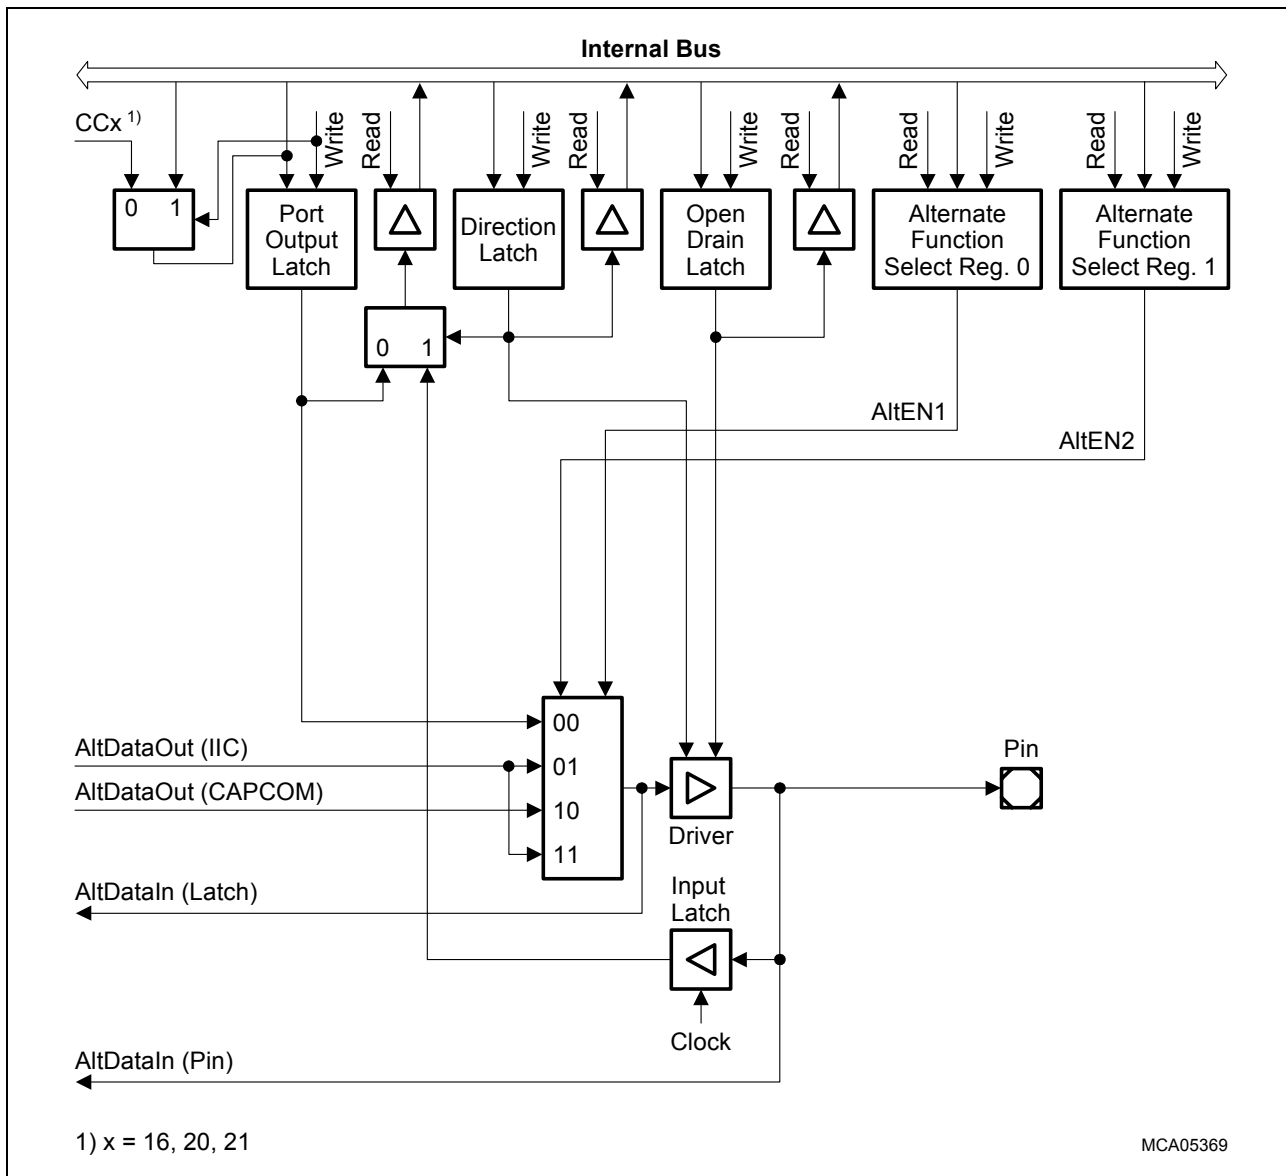 Internal Bus
CCx 1)
Write
Read
Write
Read
Write
Read
Read
Write
Read
Write
0 1
Port
Output
Latch
Direction
Latch
Open
Drain
Latch
Alternate
Function
Select Reg. 0
Alternate
Function
Select Reg. 1
0 1
AltEN1
AltEN2
00
AltDataOut (IIC)
01
AltDataOut (CAPCOM)
10
11
Pin
Driver
AltDataIn (Latch)
Input
Latch
Clock
AltDataIn (Pin)
1) x = 16, 20, 21
MCA05369